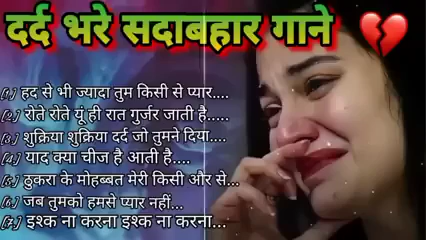 दर्द भरे सदाबहार गाने
[1.] हद से भी ज्यादा तुम किसी से प्यार....
[2.] रोते रोते यूं ही रात गुर्जर जाती है.....
[3.] शुक्रिया शुक्रिया दर्द जो तुमने दिया....
[4.] याद क्या चीज है आती है....
[5.] ठुकरा के मोहब्बत मेरी किसी और से...
[6.] जब तुमको हमसे प्यार नहीं...
[7.] इश्क ना करना इश्क ना करना...